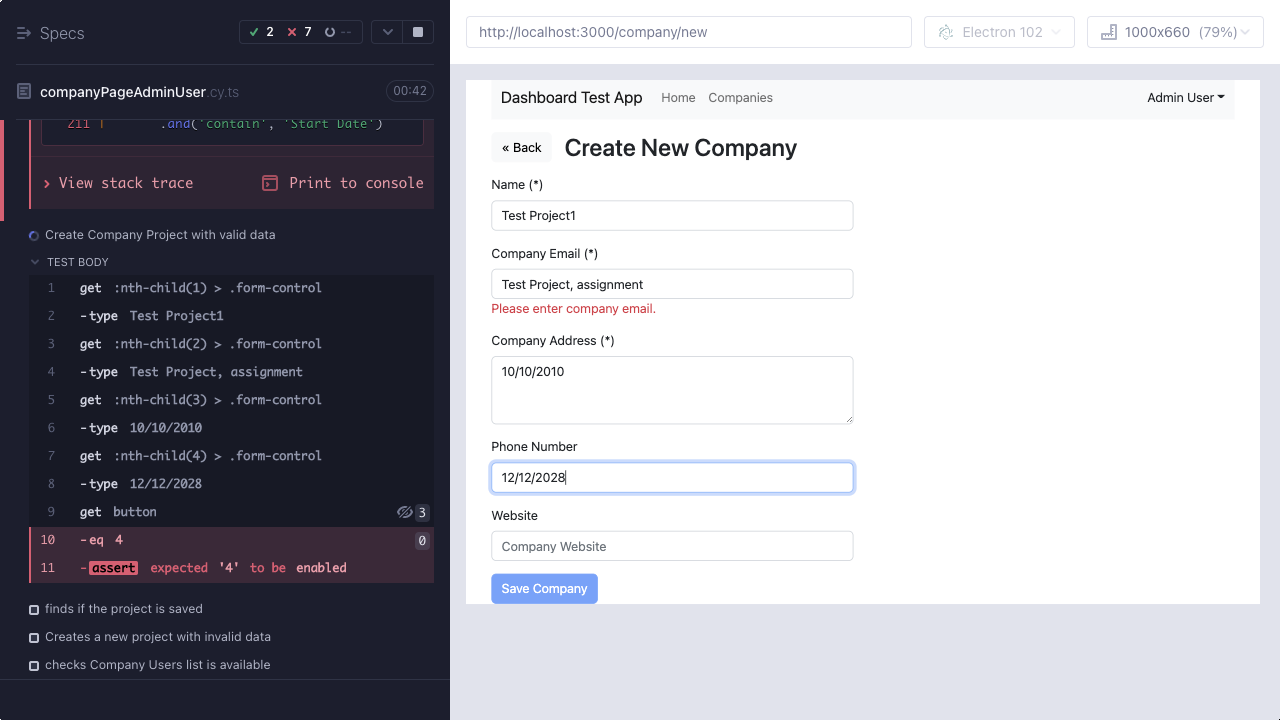 Specs
2 7 --
companyPageAdminUser.cy.ts
00:42
211 | .and('contain', 'Start Date')
View stack trace
Print to console
Create Company Project with valid data
TEST BODY
1 get :nth-child(1) > .form-control
2 -type Test Project1
3 get :nth-child(2) > .form-control
4 -type Test Project, assignment
5 get :nth-child(3) > .form-control
6 -type 10/10/2010
7 get :nth-child(4) > .form-control
8 -type 12/12/2028
9 get button 3
10 -eq 4 0
11 -assert expected '4' to be enabled
finds if the project is saved
Creates a new project with invalid data
checks Company Users list is available
http://localhost:3000/company/new
Electron 102
1000x660 (79%)
Dashboard Test App Home Companies Admin User
« Back
Create New Company
Name (*)
Test Project1
Company Email (*)
Test Project, assignment
Please enter company email.
Company Address (*)
10/10/2010
Phone Number
12/12/2028
Website
Company Website
Save Company